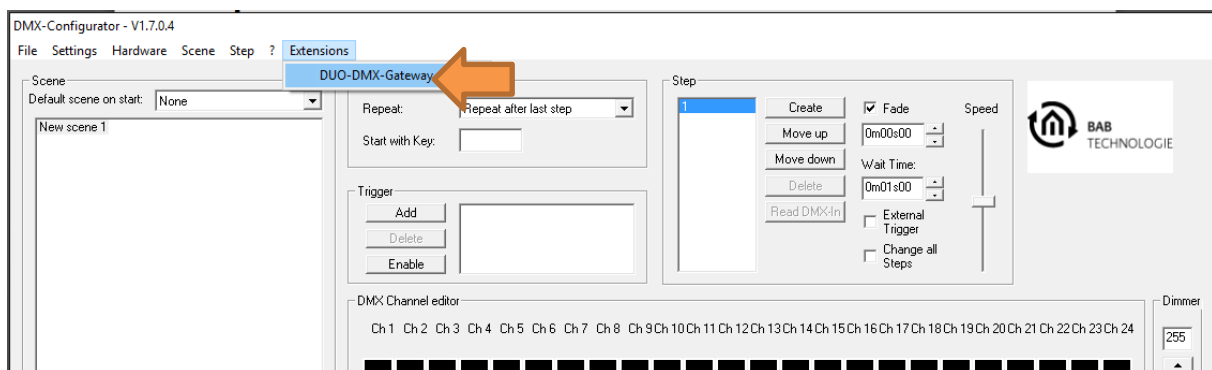 DMX-Configurator - V1.7.0.4
File Settings Hardware Scene Step ? Extensions
DUO-DMX-Gateway
Scene
Default scene on start: None
New scene 1
Repeat: Repeat after last step
Start with Key:
Trigger
Add
Delete
Enable
Step
1
Create
Move up
Move down
Delete
Read DMX-In
Fade
0m00s00
Wait Time:
0m01s00
External
Trigger
Change all
Steps
Speed
BAB
TECHNOLOGIE
DMX Channel editor
Ch 1 Ch 2 Ch 3 Ch 4 Ch 5 Ch 6 Ch 7 Ch 8 Ch 9 Ch 10 Ch 11 Ch 12 Ch 13 Ch 14 Ch 15 Ch 16 Ch 17 Ch 18 Ch 19 Ch 20 Ch 21 Ch 22 Ch 23 Ch 24
Dimmer
255